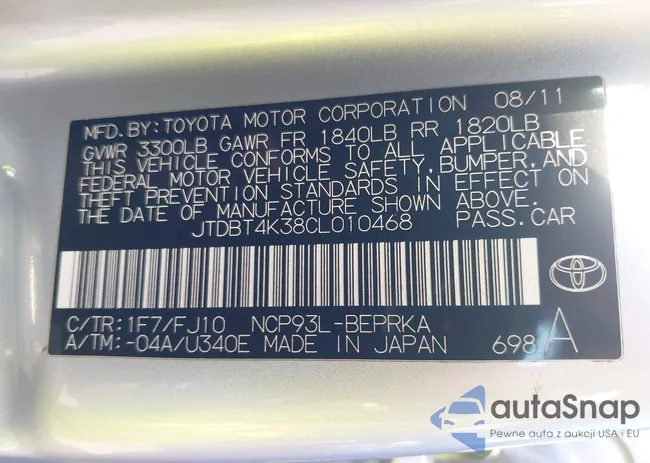 MFD.BY:TOYOTA MOTOR CORPORATION 08/11
GVWR 3300LB GAWR FR 1840LB RR 1820LB
THIS VEHICLE CONFORMS TO ALL APPLICABLE
FEDERAL MOTOR VEHICLE SAFETY, BUMPER, AND
THEFT PREVENTION STANDARDS IN EFFECT ON
THE DATE OF MANUFACTURE SHOWN ABOVE.
JTDBT4K38CL010468 PASS.CAR
C/TR:1F7/FJ10 NCP93L-BEPRKA
A/TM:-04A/U340E MADE IN JAPAN 698 A
autaSnap
Pewne auta z aukcji USA i EU